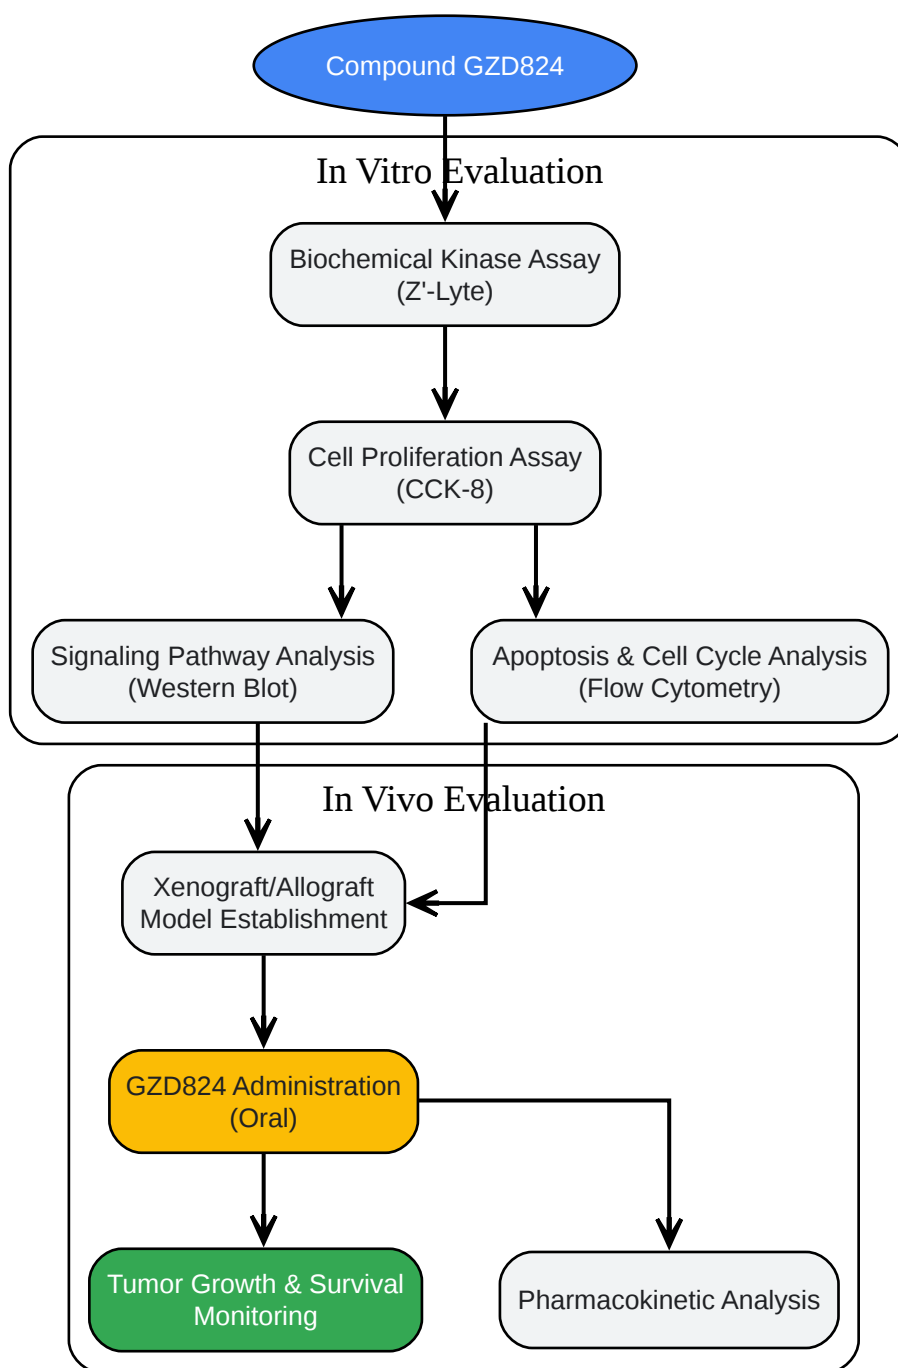 Compound GZD824
In Vitro Evaluation
Biochemical Kinase Assay
(Z'-Lyte)
Cell Proliferation Assay
(CCK-8)
Signaling Pathway Analysis
(Western Blot)
Apoptosis & Cell Cycle Analysis
(Flow Cytometry)
In Vivo Evaluation
Xenograft/Allograft
Model Establishment
GZD824 Administration
(Oral)
Tumor Growth & Survival
Monitoring
Pharmacokinetic Analysis